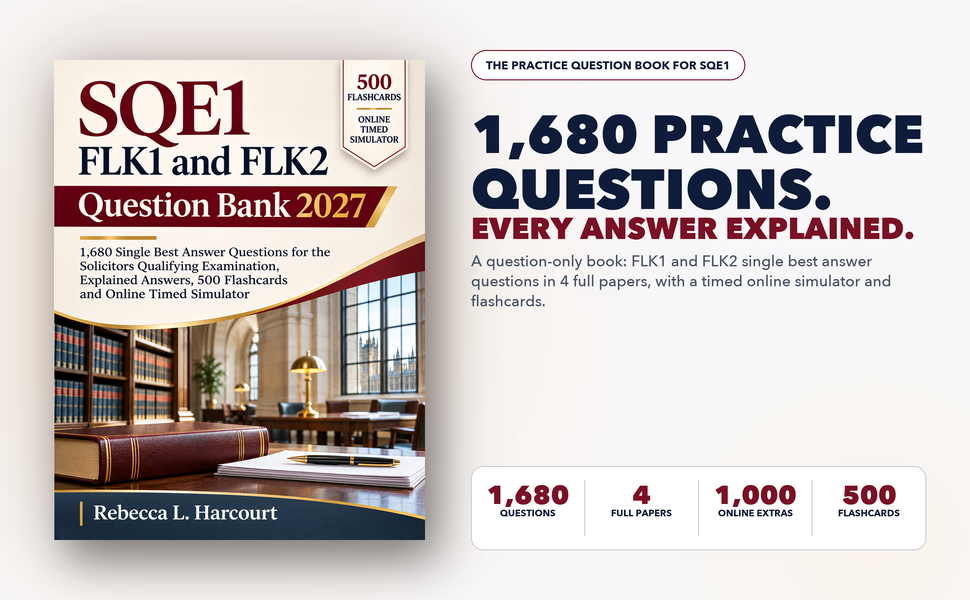 SQE1
FLK1 and FLK2
Question Bank 2027
500
FLASHCARDS
ONLINE
TIMED
SIMULATOR
1,680 Single Best Answer Questions for the
Solicitors Qualifying Examination,
Explained Answers, 500 Flashcards
and Online Timed Simulator
Rebecca L. Harcourt
THE PRACTICE QUESTION BOOK FOR SQE1
1,680 PRACTICE
QUESTIONS.
EVERY ANSWER EXPLAINED.
A question-only book: FLK1 and FLK2 single best answer
questions in 4 full papers, with a timed online simulator and
flashcards.
1,680
QUESTIONS
4
FULL PAPERS
1,000
ONLINE EXTRAS
500
FLASHCARDS